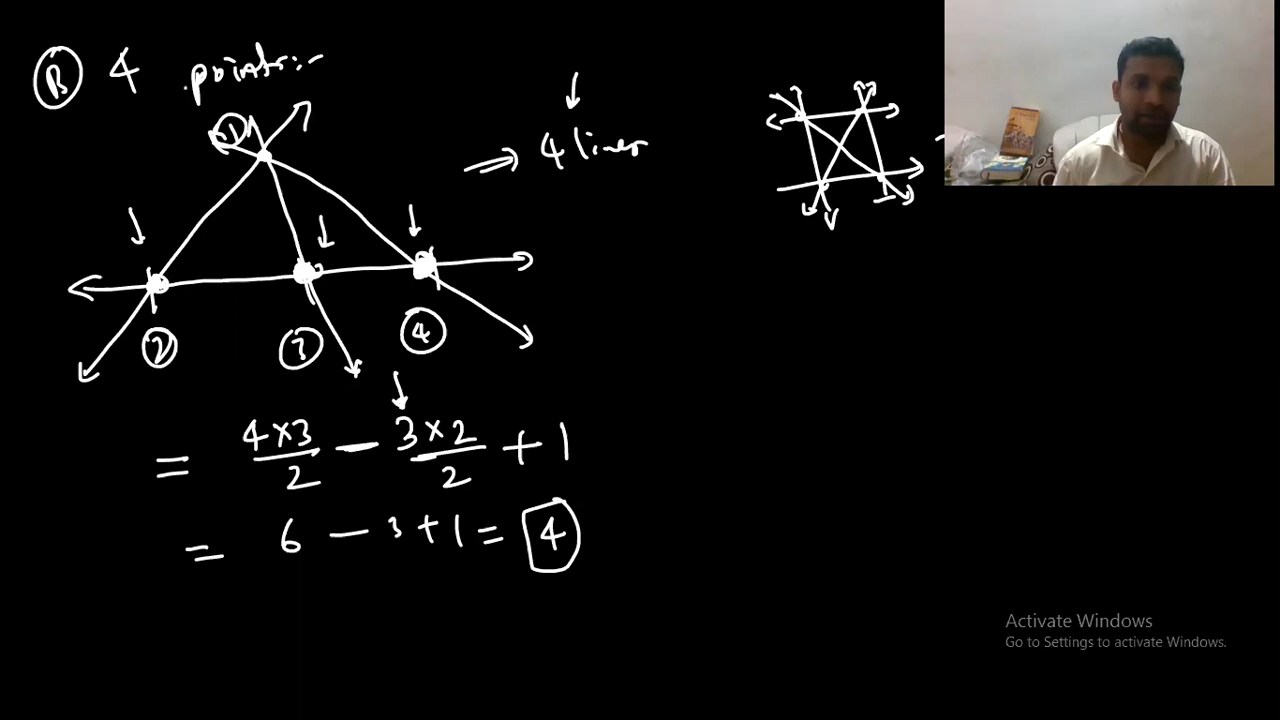 B 4 points:-
1
⇒ 4 lines
2 3 4
= 4×3/2 - 3×2/2 + 1
= 6 - 3 + 1 = 4
Activate Windows
Go to Settings to activate Windows.